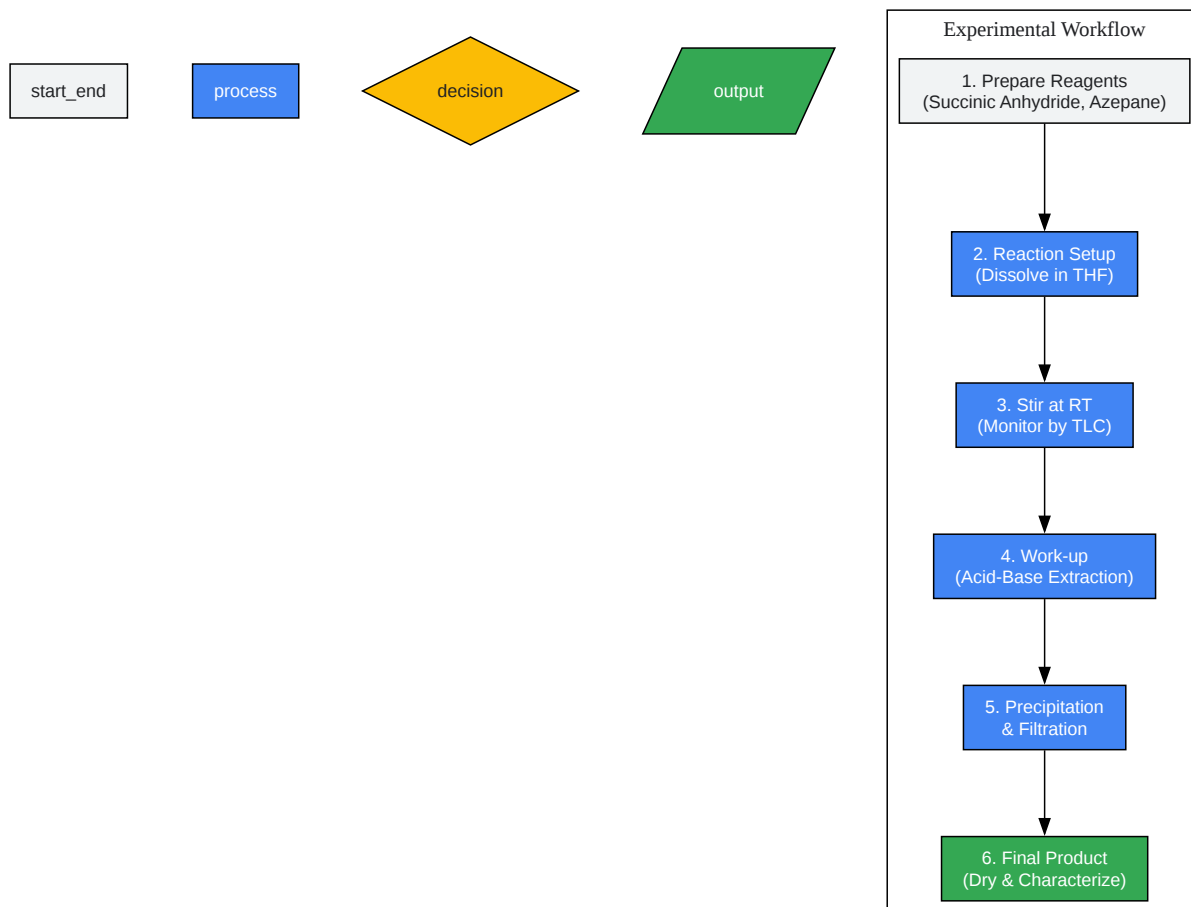 start_end
process
decision
output
Experimental Workflow
1. Prepare Reagents
(Succinic Anhydride, Azepane)
2. Reaction Setup
(Dissolve in THF)
3. Stir at RT
(Monitor by TLC)
4. Work-up
(Acid-Base Extraction)
5. Precipitation
& Filtration
6. Final Product
(Dry & Characterize)